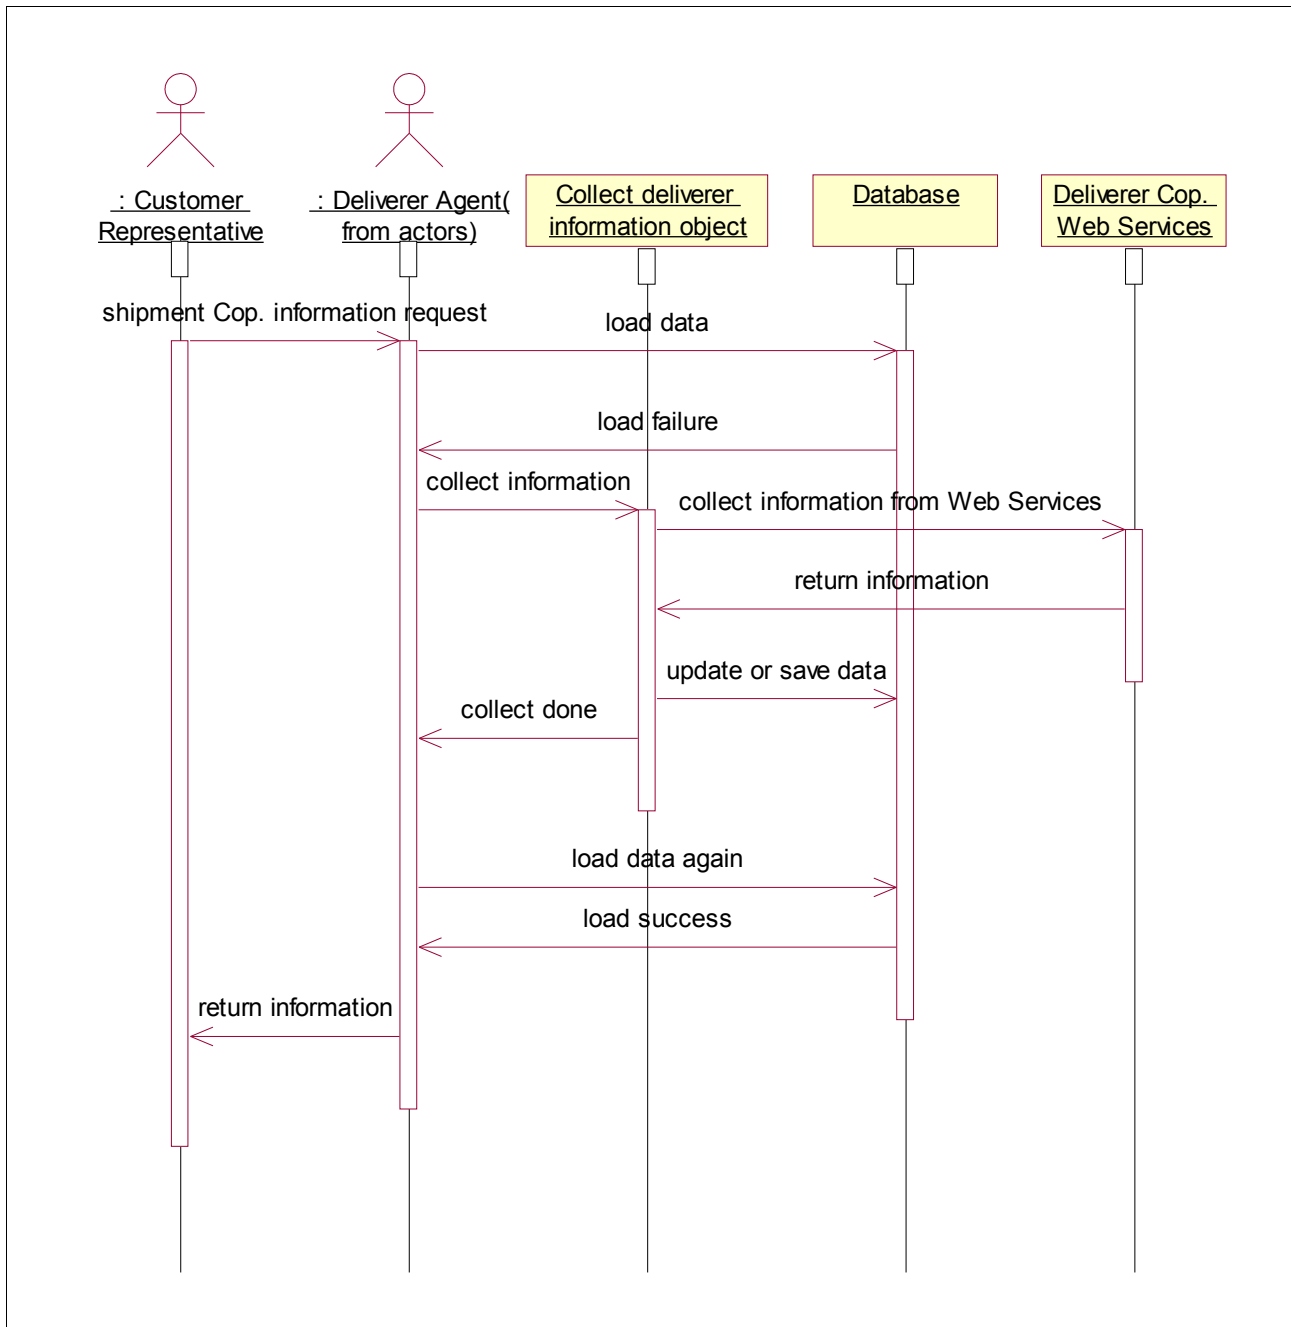 : Customer
Representative
: Deliverer Agent(
from actors)
Collect deliverer
information object
Database
Deliverer Cop.
Web Services
shipment Cop. information request
load data
load failure
collect information
collect information from Web Services
return information
update or save data
collect done
load data again
load success
return information